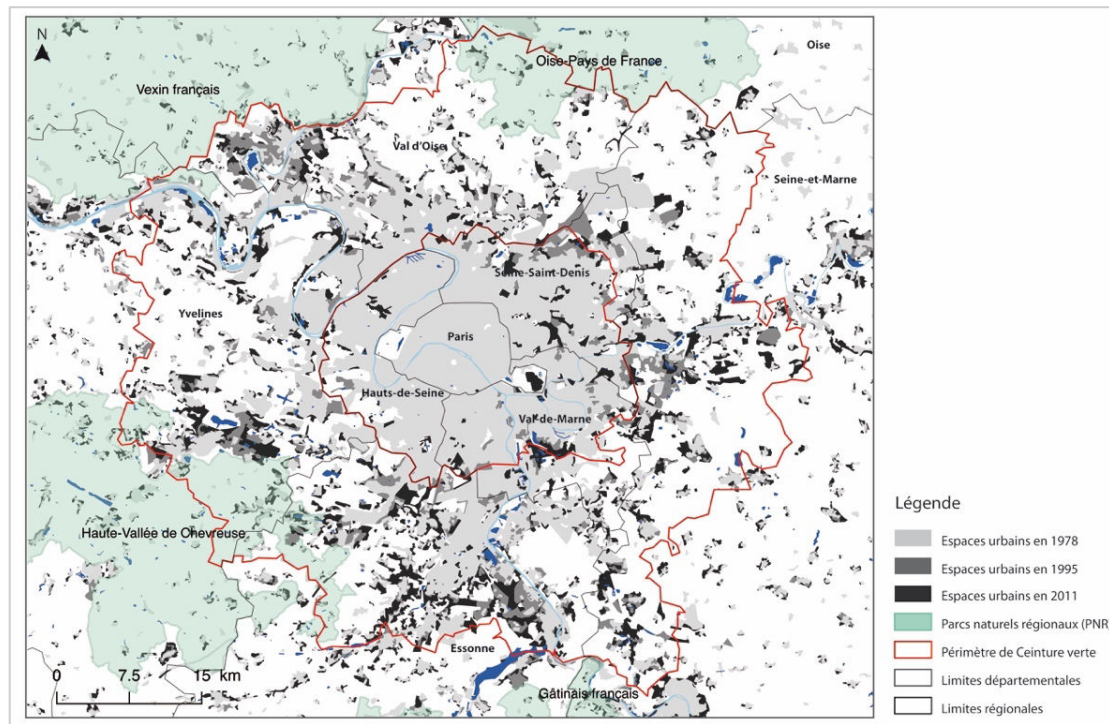 N
Oise
Oise-Pays de France
Vexin français
Val d'Oise
Seine-et-Marne
Seine-Saint-Denis
Yvelines
Paris
Hauts-de-Seine
Val-de-Marne
Haute-Vallée de Chevreuse
Essonne
0 7.5 15 km
Gâtinais français
Légende
Espaces urbains en 1978
Espaces urbains en 1995
Espaces urbains en 2011
Parcs naturels régionaux (PNR)
Périmètre de Ceinture verte
Limites départementales
Limites régionales